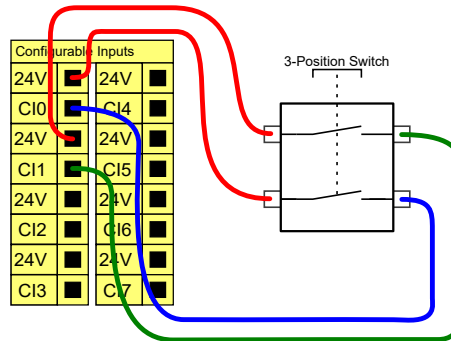 Configurable Inputs
3-Position Switch
24V 24V
CI0 CI4
24V 24V
CI1 CI5
24V 24V
CI2 CI6
24V 24V
CI3 CI7